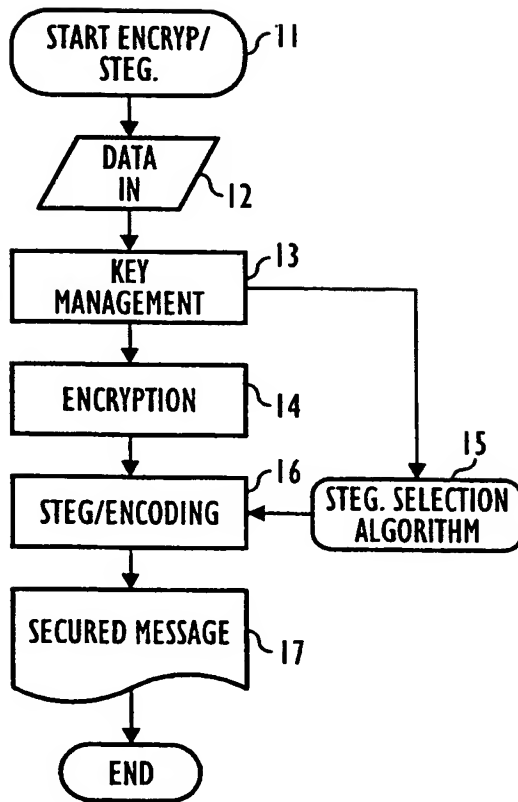 START ENCRYP/
STEG.
11
DATA
IN
12
KEY
MANAGEMENT
13
ENCRYPTION
14
15
STEG. SELECTION
ALGORITHM
16
STEG/ENCODING
SECURED MESSAGE
17
END